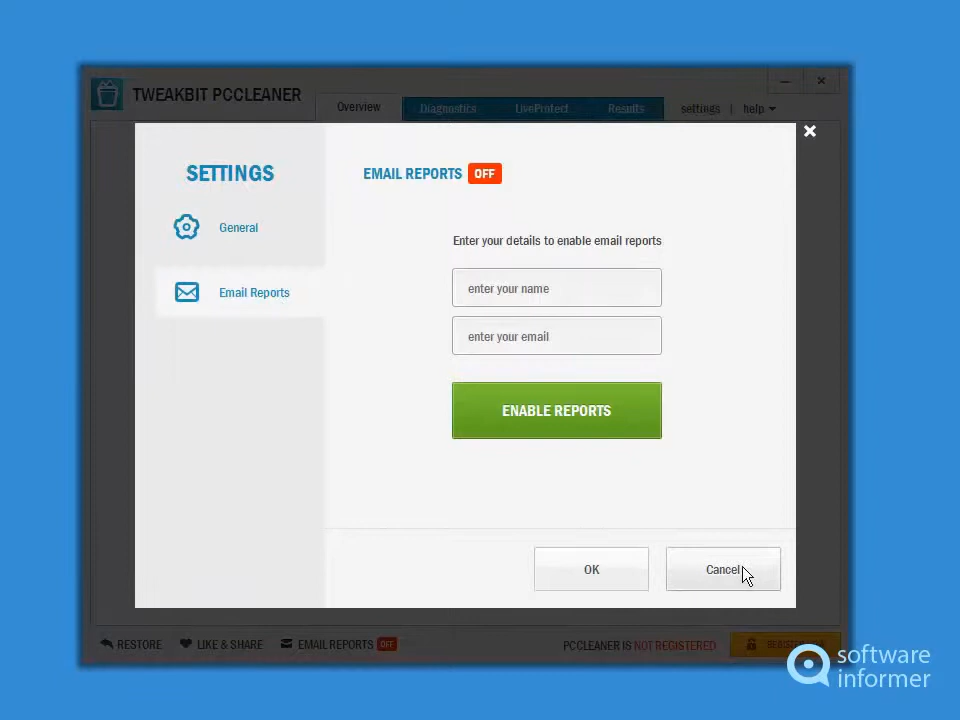 TWEAKBIT PCCLEANER
Overview
Diagnostics
LiveProtect
Results
settings
help
SETTINGS
General
Email Reports
EMAIL REPORTS OFF
Enter your details to enable email reports
enter your name
enter your email
ENABLE REPORTS
OK
Cancel
RESTORE
LIKE & SHARE
EMAIL REPORTS OFF
PCCLEANER IS NOT REGISTERED
software
informer